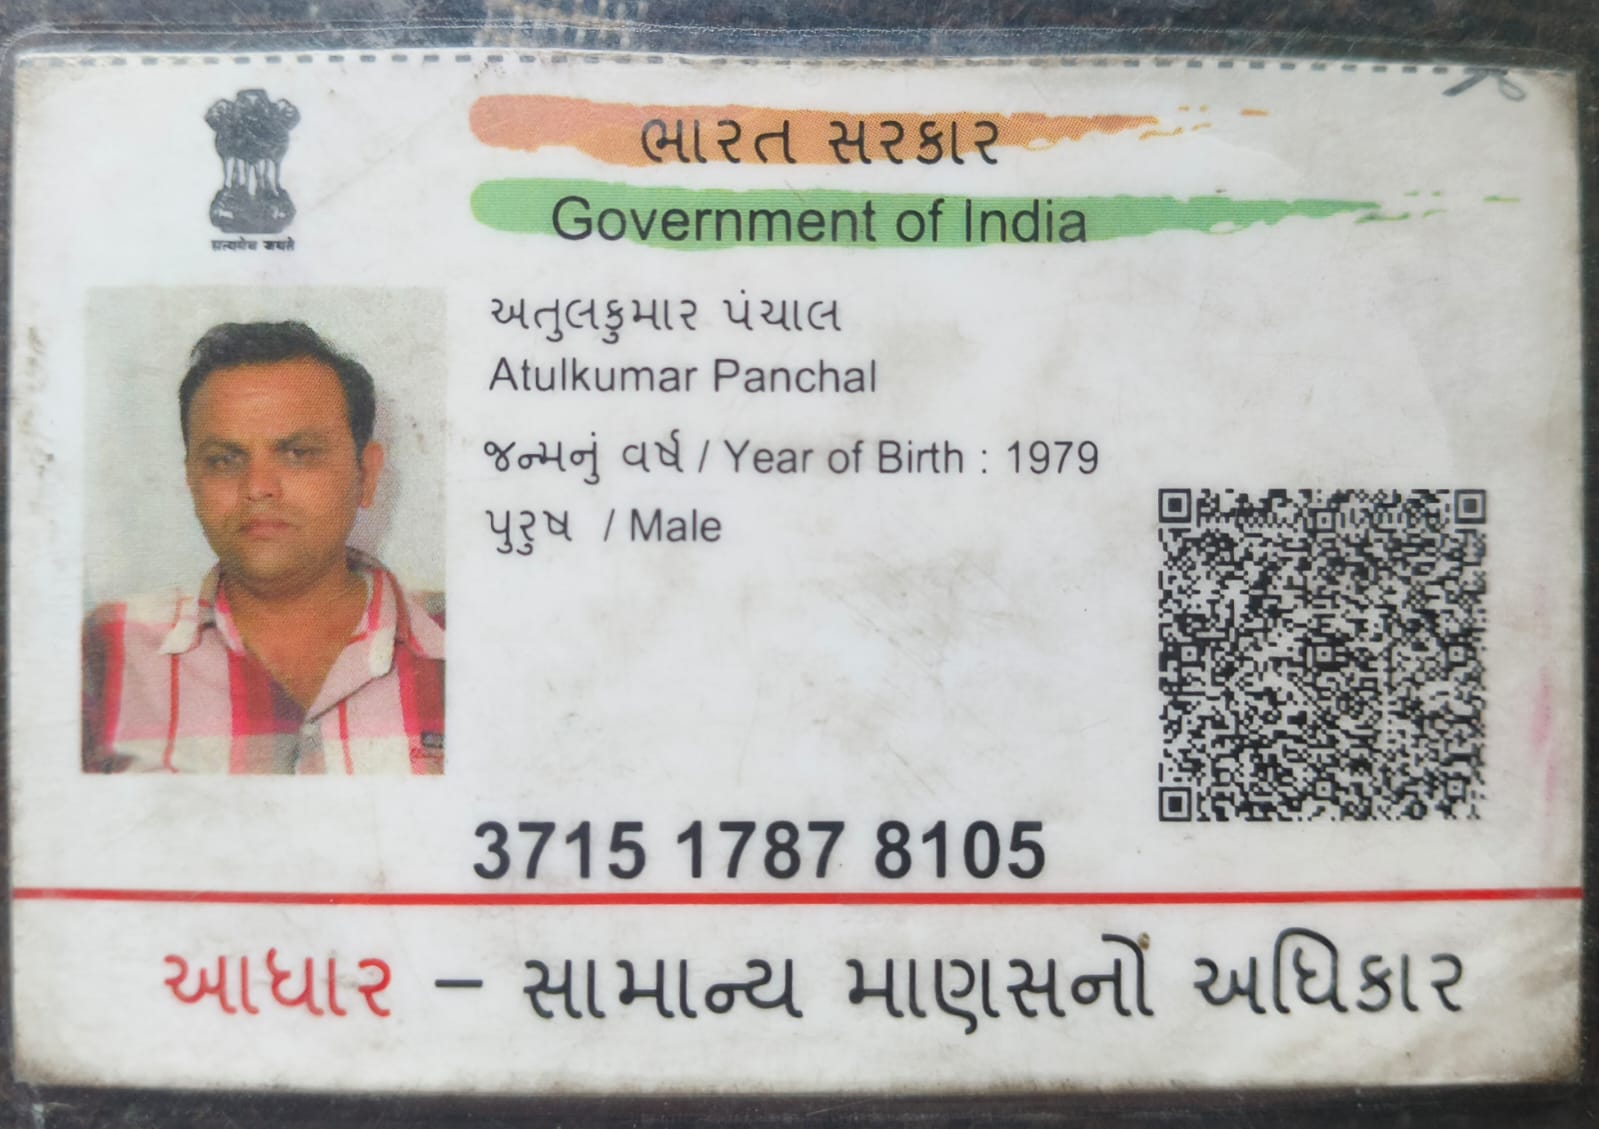 सत्यमेव जयते
ભારત સરકાર
Government of India
અતુલકુમાર પંચાલ
Atulkumar Panchal
જન્મનું વર્ષ / Year of Birth : 1979
પુરુષ / Male
3715 1787 8105
આધાર – સામાન્ય માણસનોં અધિકાર